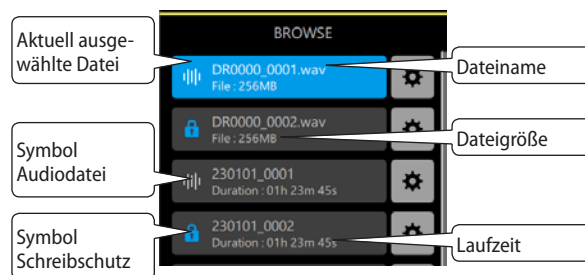 BROWSE
Aktuell ausge-
wählte Datei
DR0000_0001.wav
File : 256MB
Dateiname
DR0000_0002.wav
File : 256MB
Dateigröße
Symbol
Audiodatei
230101_0001
Duration : 01h 23m 45s
Symbol
Schreibschutz
230101_0002
Duration : 01h 23m 45s
Laufzeit